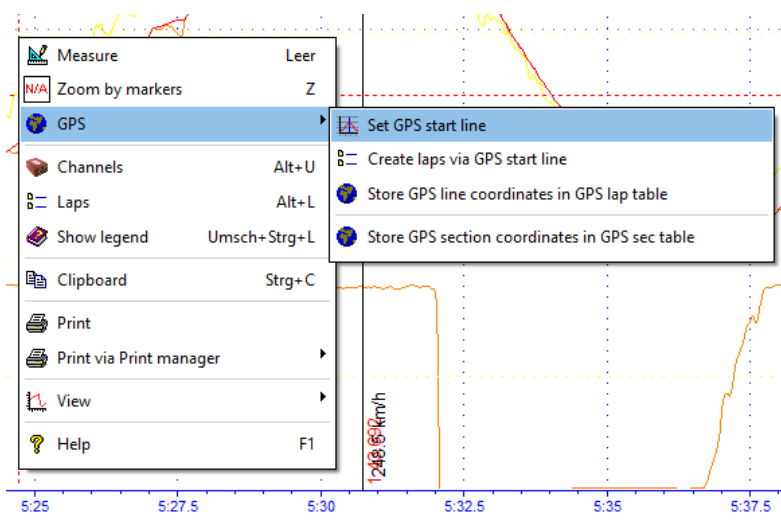 Measure Leer
N/A Zoom by markers Z
GPS
Set GPS start line
Create laps via GPS start line
Store GPS line coordinates in GPS lap table
Store GPS section coordinates in GPS sec table
Channels Alt+U
Laps Alt+L
Show legend Umsch+Strg+L
Clipboard Strg+C
Print
Print via Print manager
View
Help F1
248.6 km/h
5:25 5:27.5 5:30 5:32.5 5:35 5:37.5